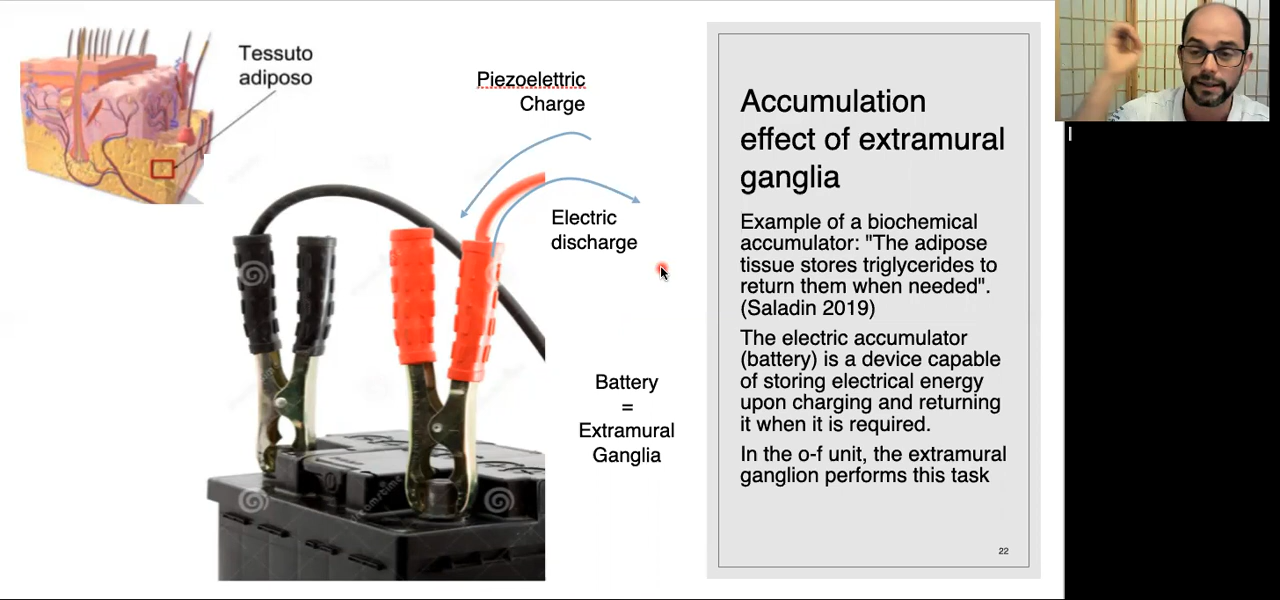 Tessuto
adiposo
Piezoelettric
Charge
Electric
discharge
Battery
=
Extramural
Ganglia
Accumulation
effect of extramural
ganglia
Example of a biochemical
accumulator: "The adipose
tissue stores triglycerides to
return them when needed".
(Saladin 2019)
The electric accumulator
(battery) is a device capable
of storing electrical energy
upon charging and returning
it when it is required.
In the o-f unit, the extramural
ganglion performs this task
22